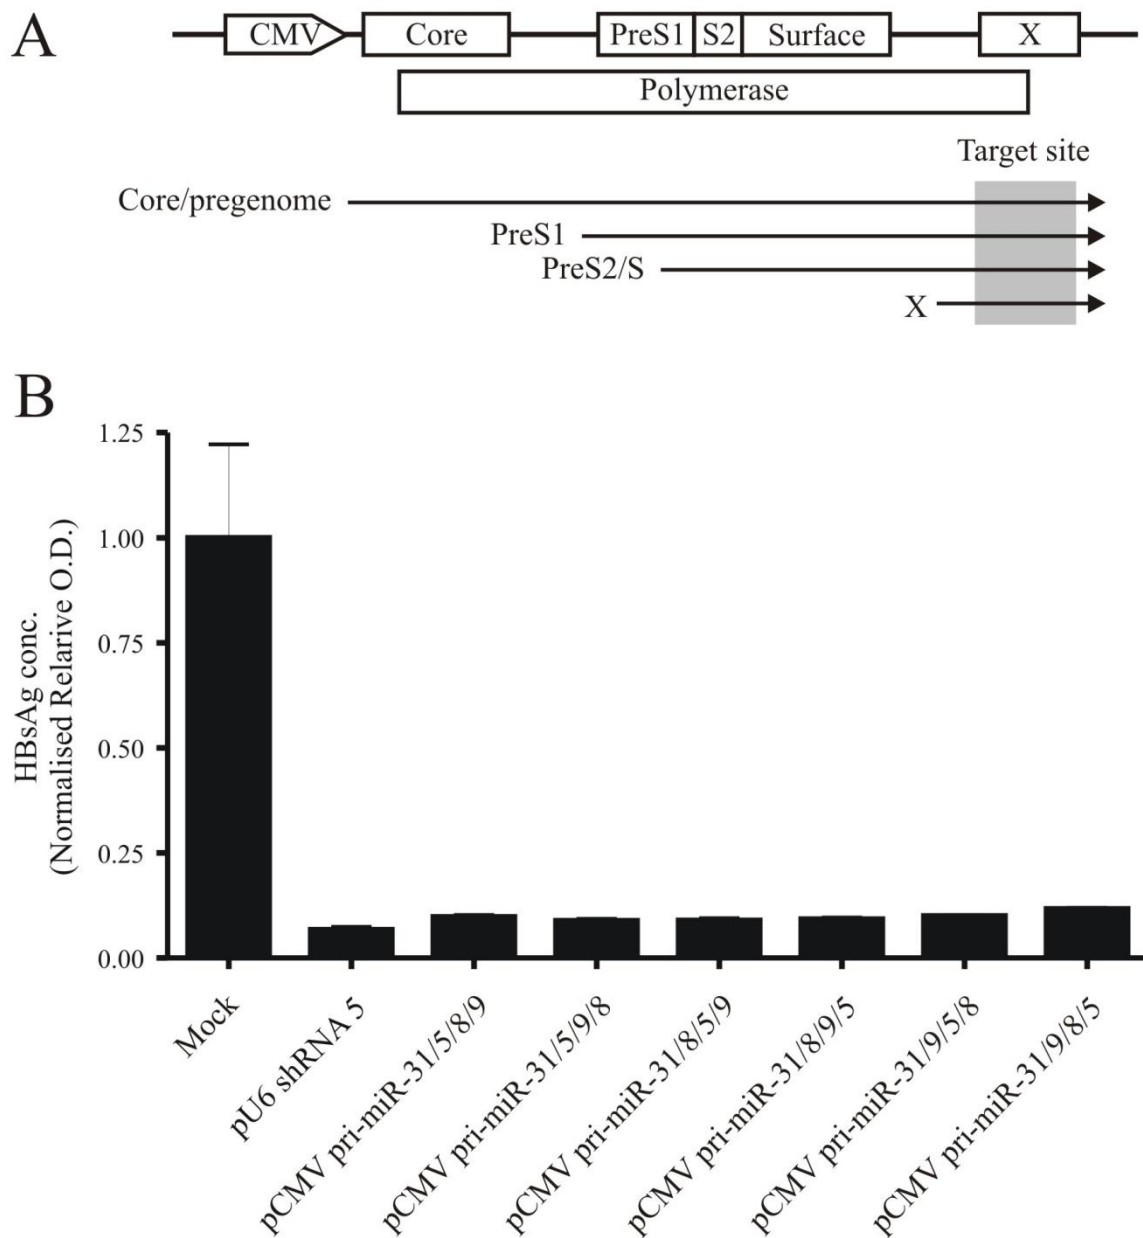 A
CMV Core PreS1 S2 Surface X
Polymerase
Target site
Core/pregenome
PreS1
PreS2/S
X
B
HBsAg conc.
(Normalised Relarive O.D.)
1.25
1.00
0.75
0.50
0.25
0.00
Mock
pU6 shRNA 5
pCMV pri-miR-31/5/8/9
pCMV pri-miR-31/5/9/8
pCMV pri-miR-31/8/5/9
pCMV pri-miR-31/8/9/5
pCMV pri-miR-31/9/5/8
pCMV pri-miR-31/9/8/5